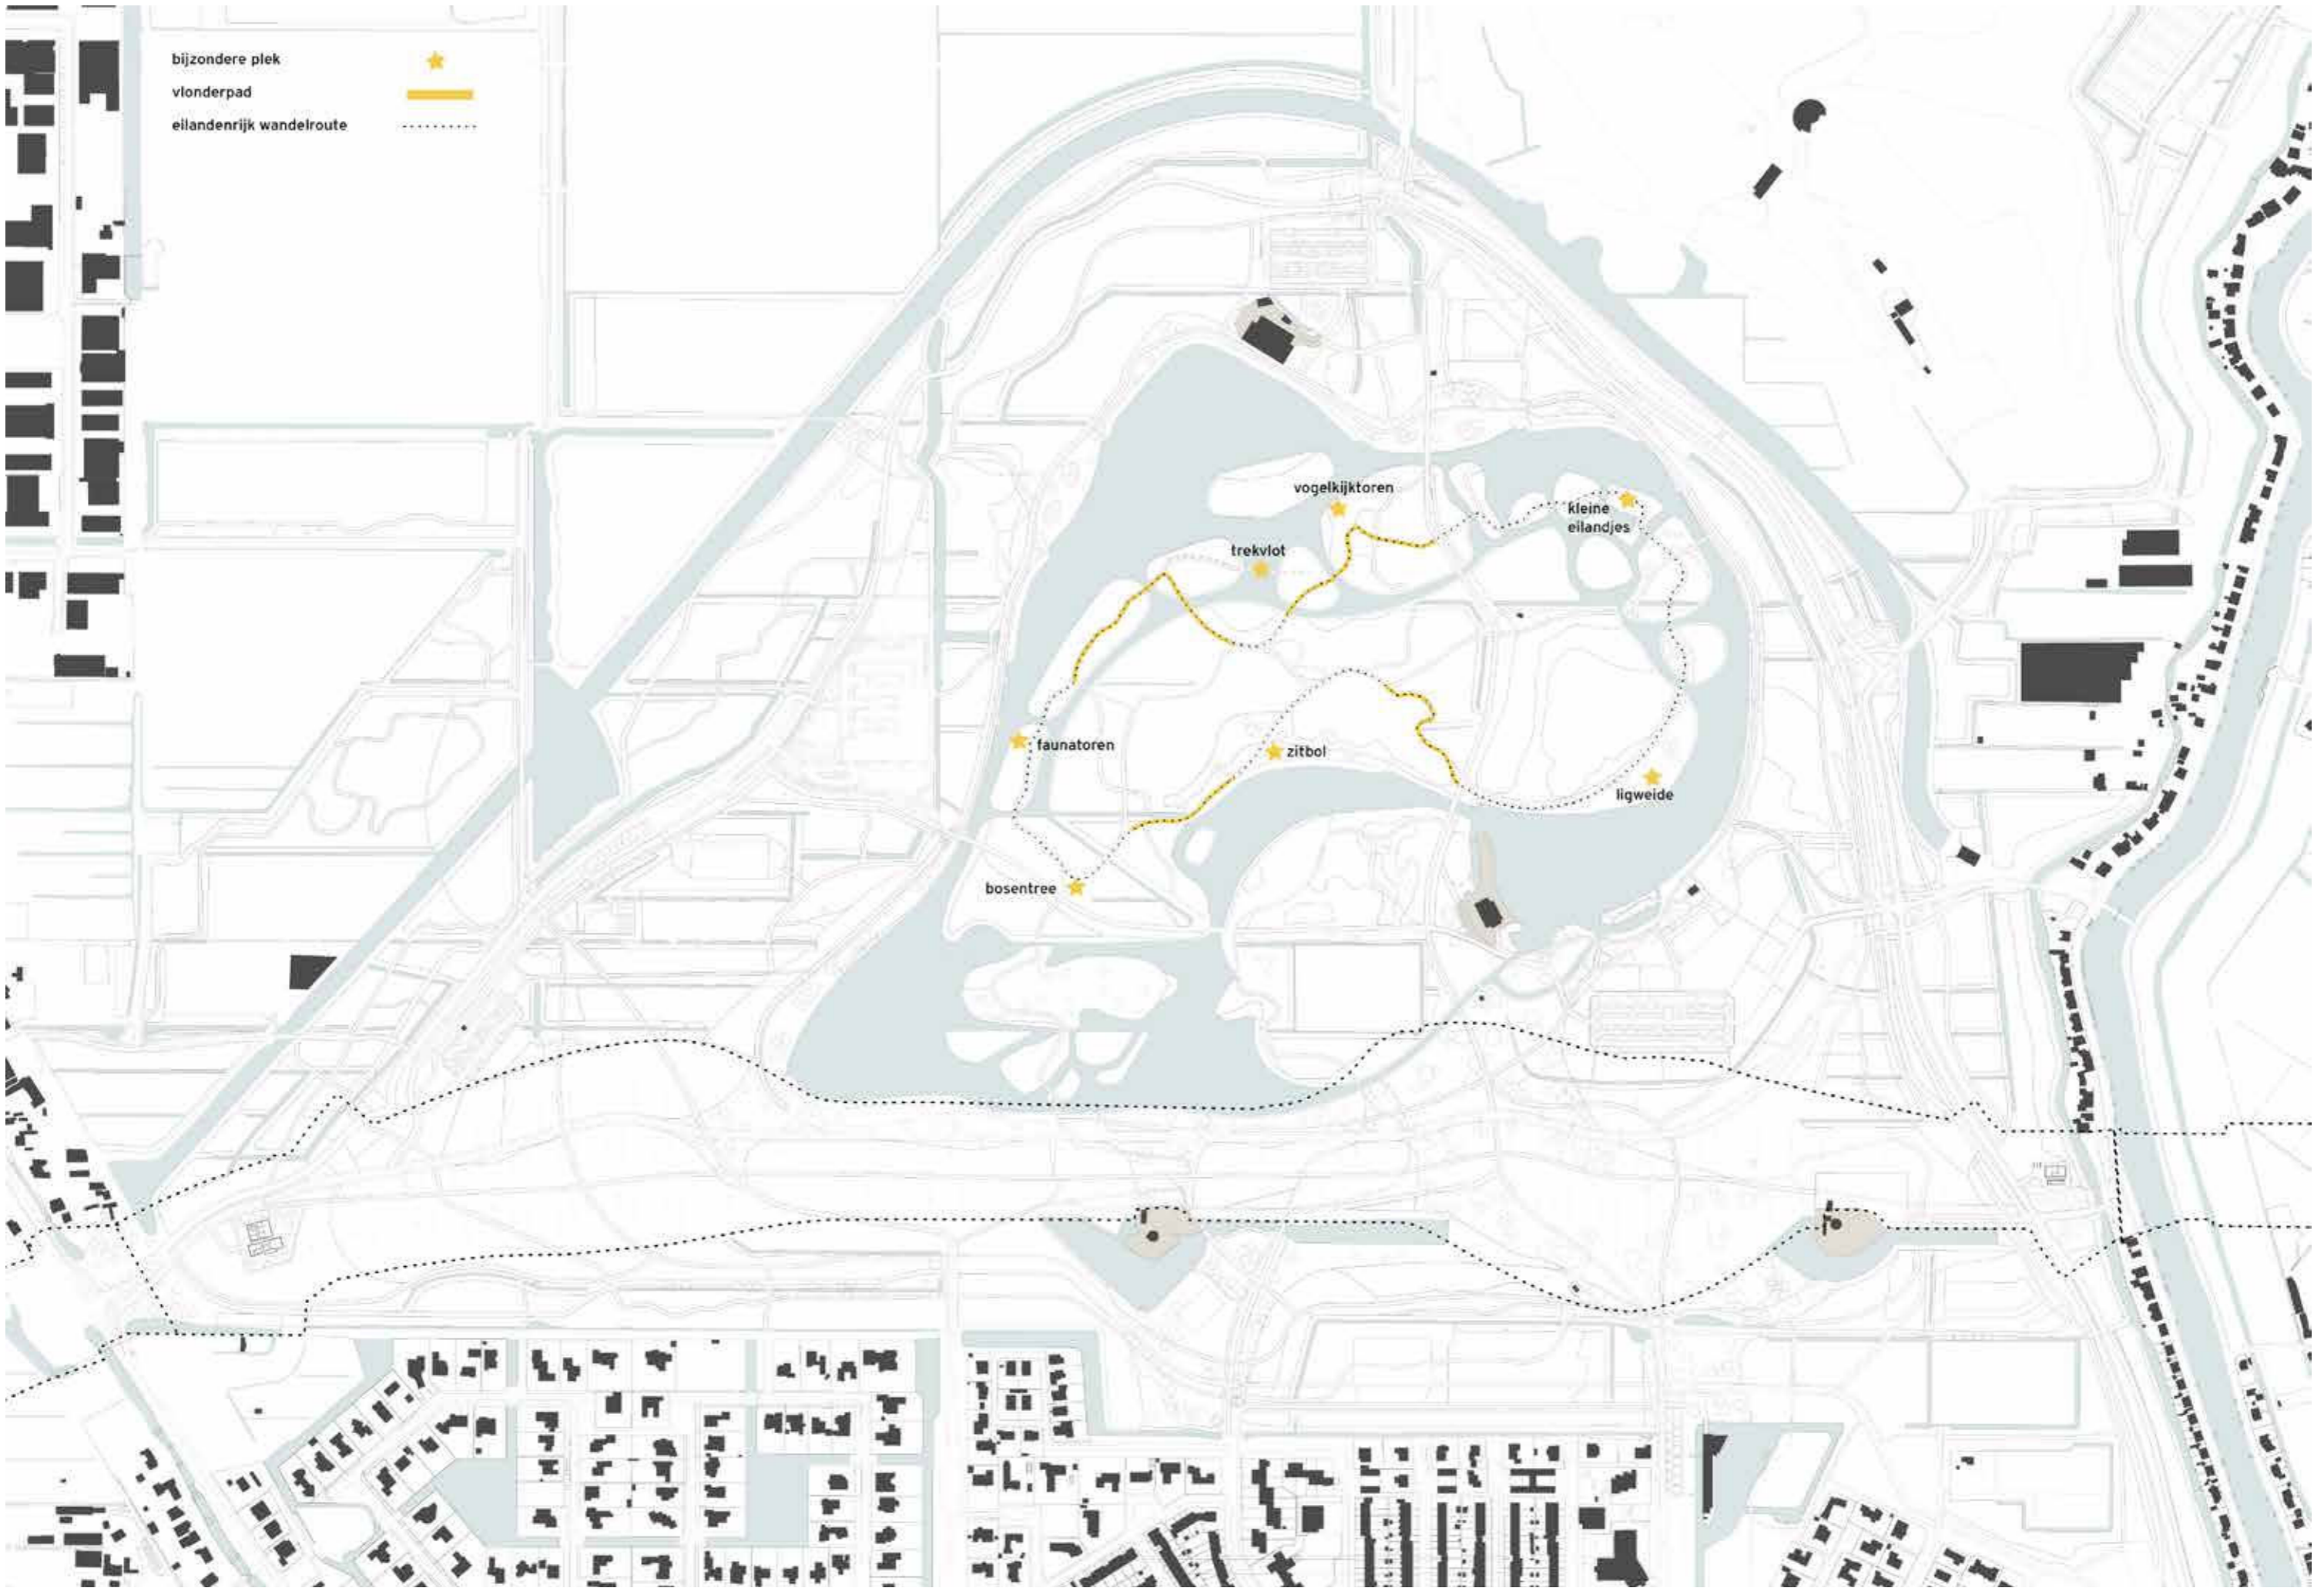 bijzondere plek
vlonderpad
eilandenrijk wandelroute
vogelkijktoren
kleine
eilandjes
trekvlot
faunatoren
zitbol
ligweide
bosentree